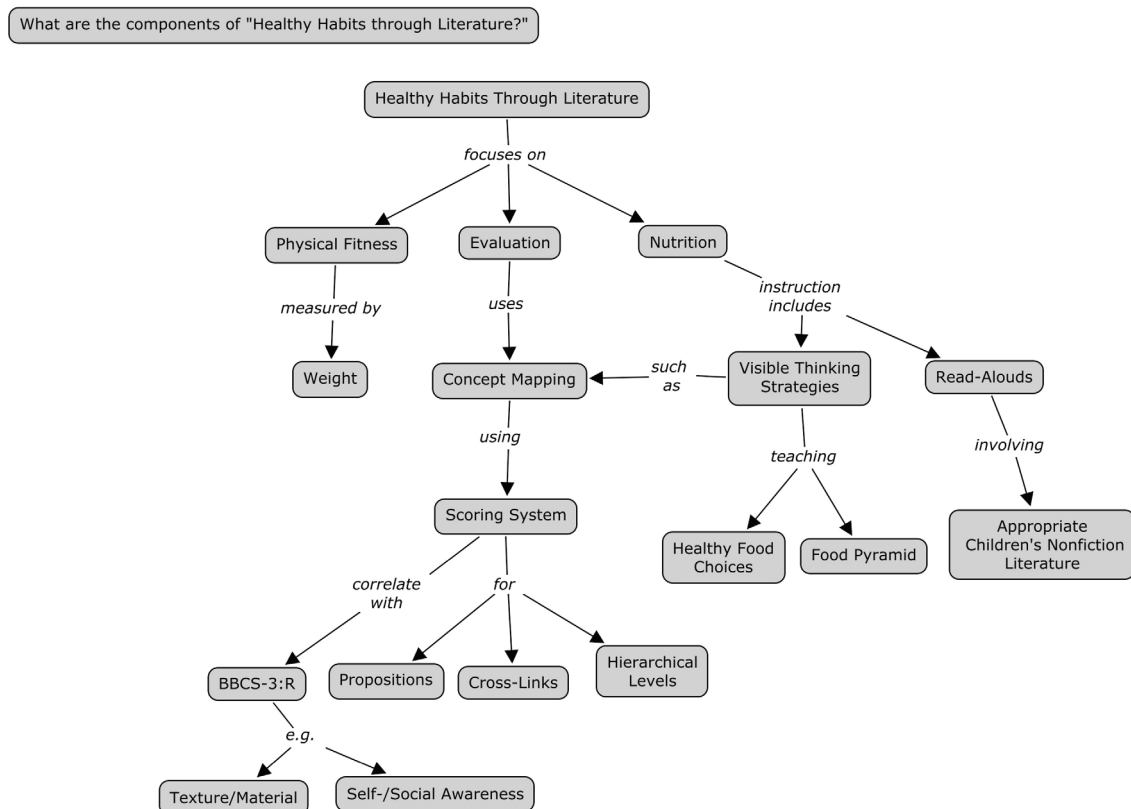 What are the components of "Healthy Habits through Literature?"
Healthy Habits Through Literature
focuses on
Physical Fitness
Evaluation
Nutrition
measured by
uses
instruction
includes
Weight
Concept Mapping
such
as
Visible Thinking
Strategies
Read-Alouds
using
teaching
involving
Scoring System
Healthy Food
Choices
Food Pyramid
Appropriate
Children's Nonfiction
Literature
correlate
with
for
BBCS-3:R
Propositions
Cross-Links
Hierarchical
Levels
e.g.
Texture/Material
Self-/Social Awareness